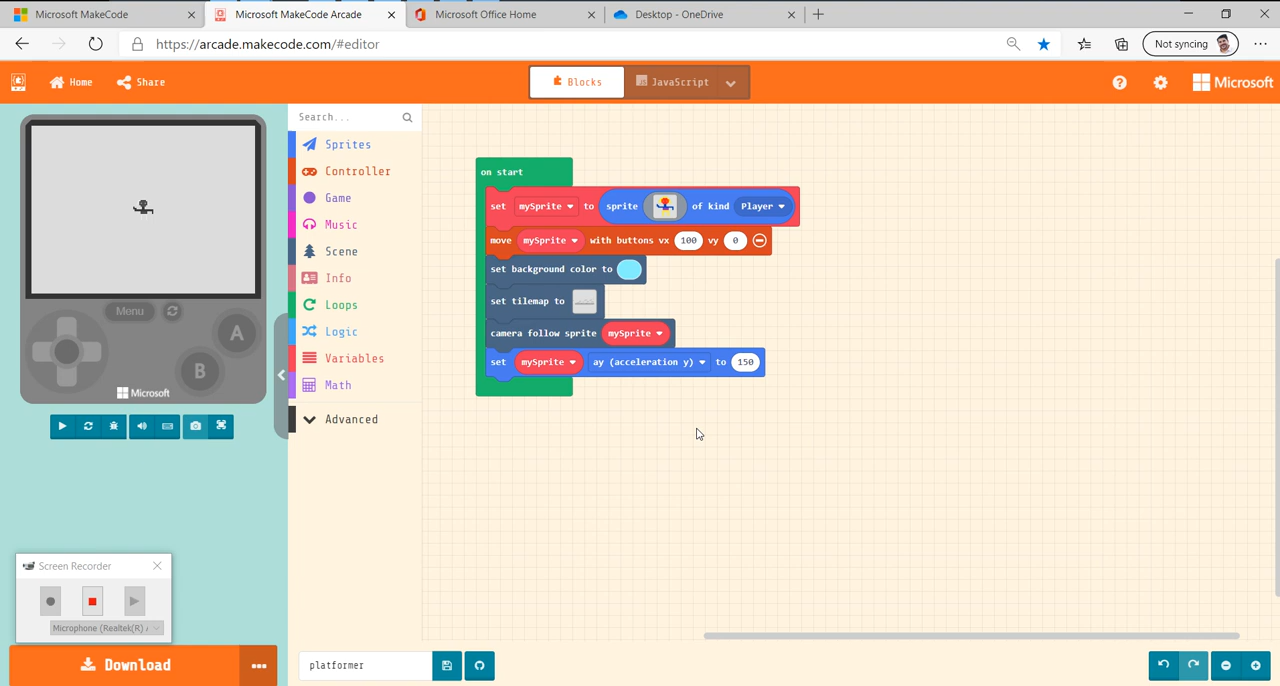 Microsoft MakeCode
Microsoft MakeCode Arcade
Microsoft Office Home
Desktop - OneDrive
https://arcade.makecode.com/#editor
Not syncing
Home
Share
Blocks
JavaScript
Microsoft
Search...
Sprites
Controller
Game
Music
Scene
Info
Loops
Logic
Variables
Math
Advanced
Menu
A
B
Microsoft
on start
set mySprite to sprite of kind Player
move mySprite with buttons vx 100 vy 0
set background color to
set tilemap to
camera follow sprite mySprite
set mySprite ay (acceleration y) to 150
Screen Recorder
Microphone (Realtek(R) A
Download
platformer